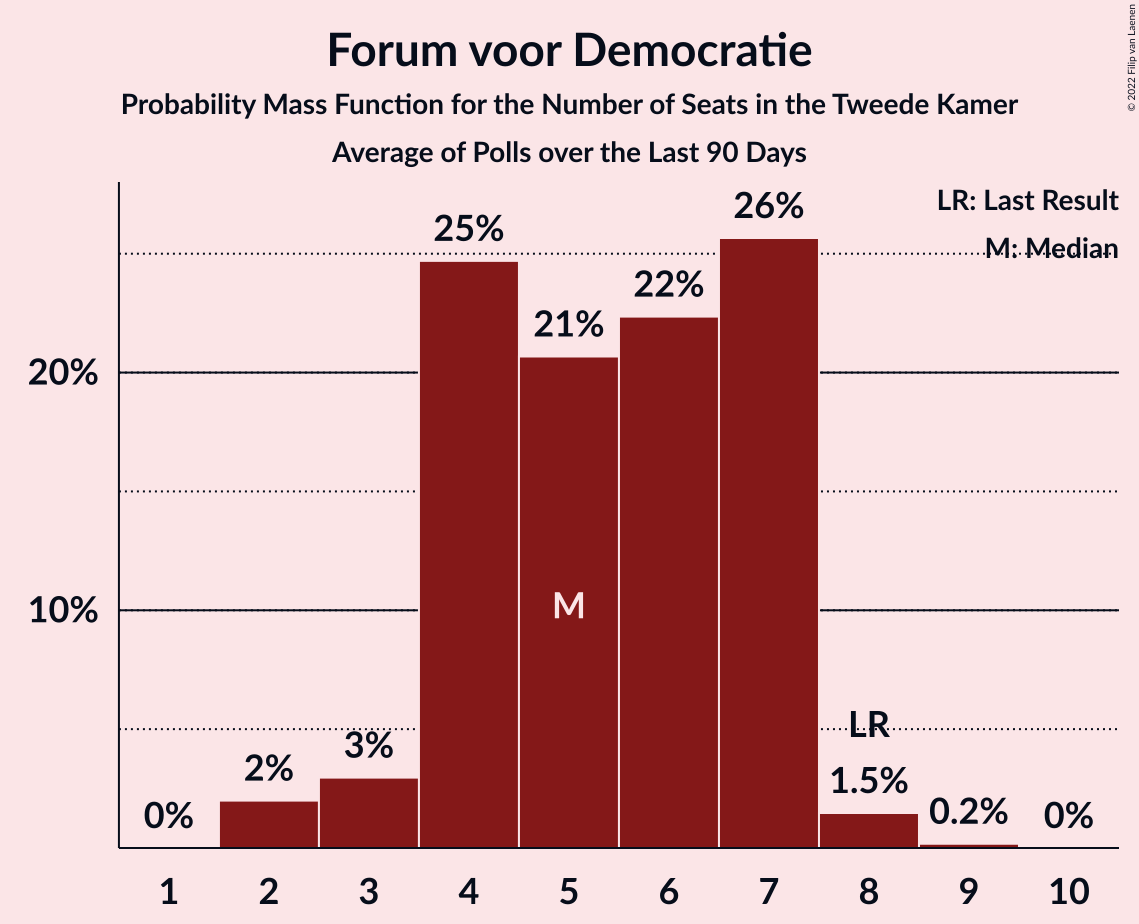 Forum voor Democratie
Probability Mass Function for the Number of Seats in the Tweede Kamer
Average of Polls over the Last 90 Days
© 2022 Filip van Laenen
LR: Last Result
M: Median
26%
25%
22%
21%
20%
10%
M
LR
3%
2%
1.5%
0%
0.2%
0%
1 2 3 4 5 6 7 8 9 10